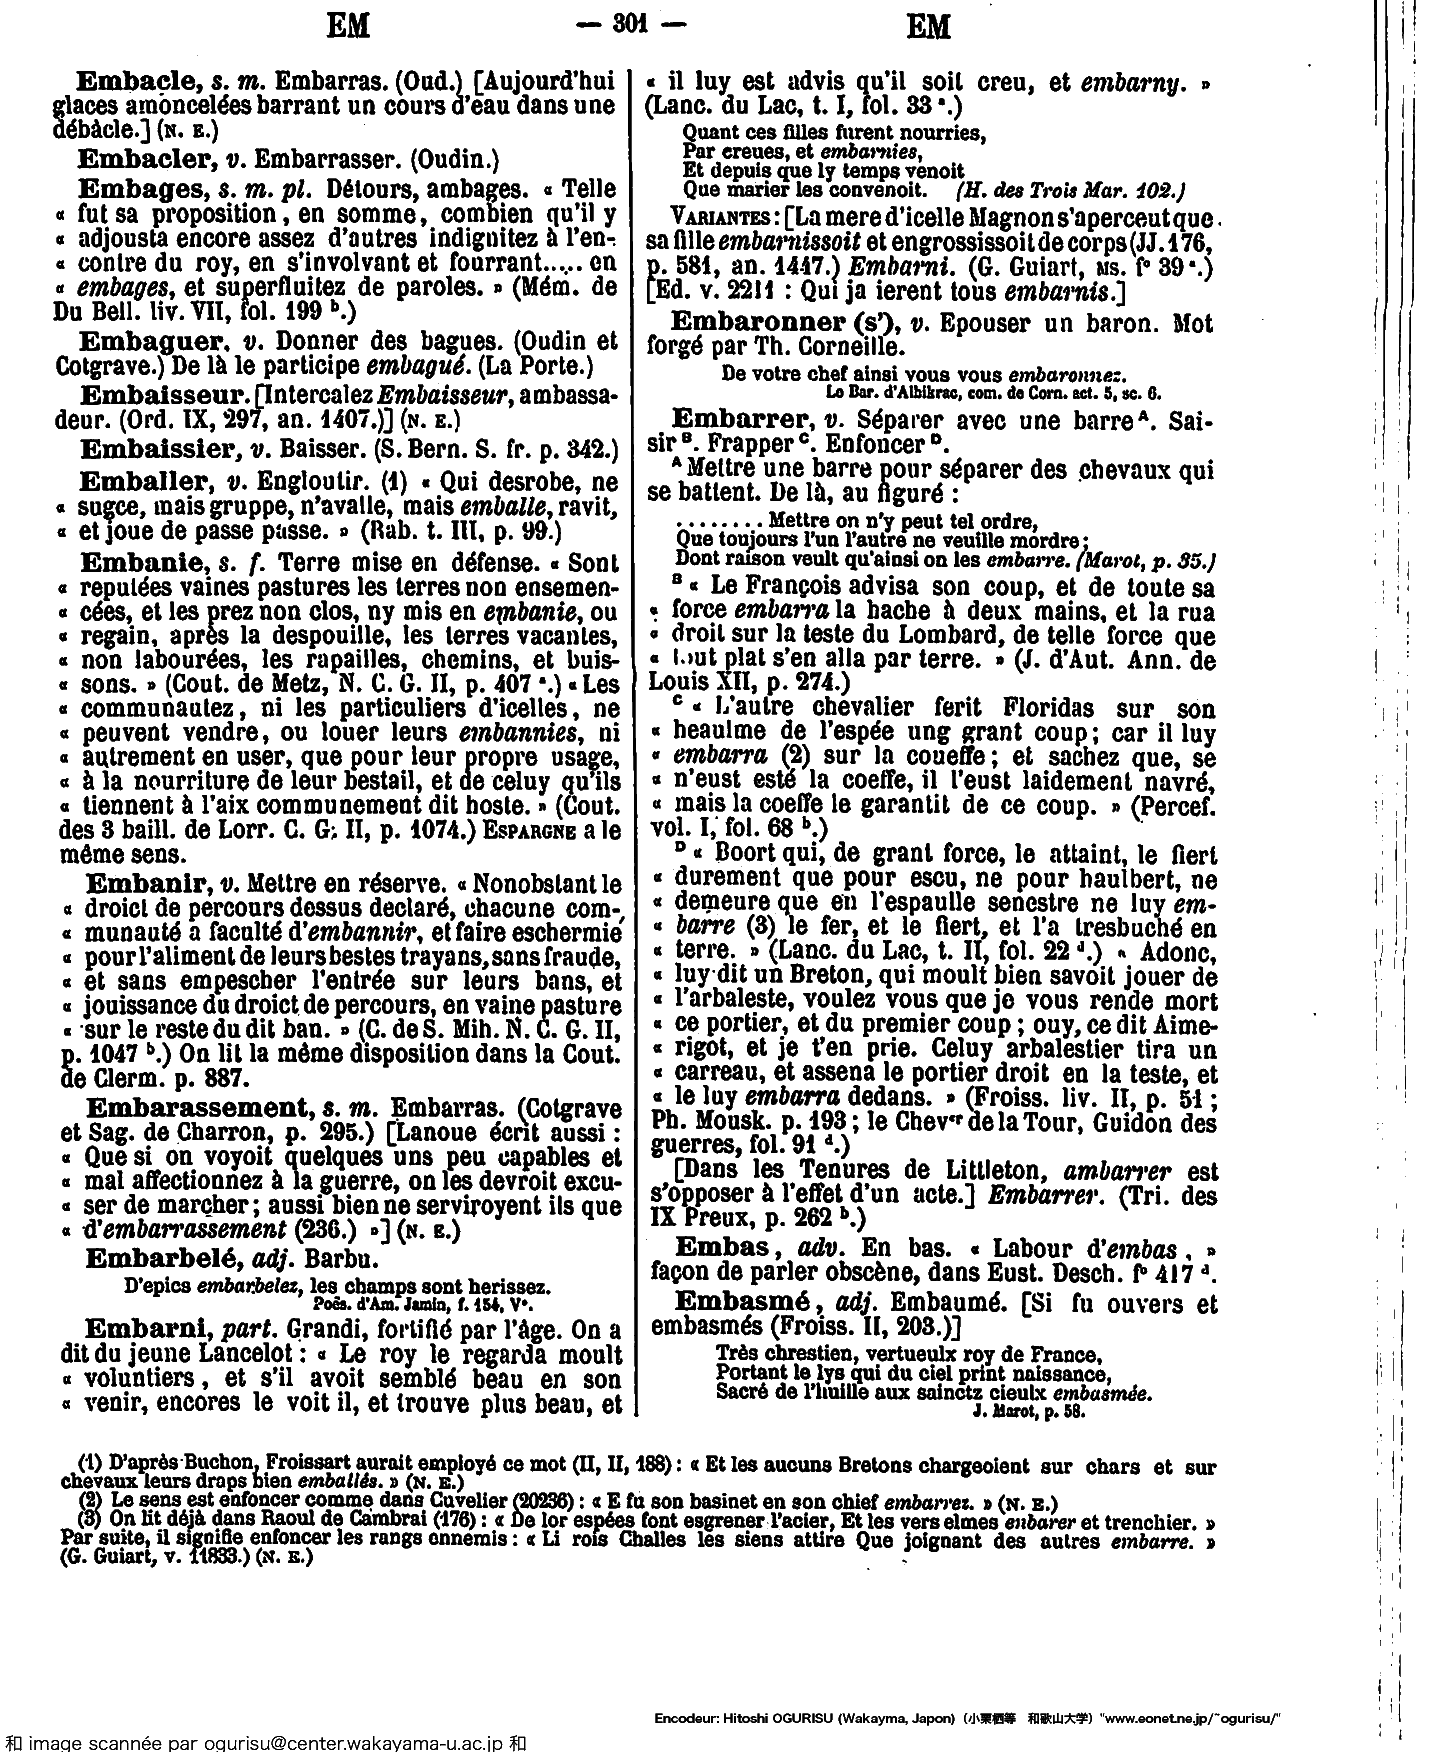 EM — 301 — EM
Embacle, s. m. Embarras. (Oud.) [Aujourd'hui
glaces amoncelées barrant un cours d'eau dans une
débâcle.] (N. E.)
Embacler, v. Embarrasser. (Oudin.)
Embages, s. m. pl. Détours, ambages. « Telle
« fut sa proposition, en somme, combien qu'il y
« adjousta encore assez d'autres indignitez à l'en-
« contre du roy, en s'involvant et fourrant..... en
« embages, et superfluitez de paroles. » (Mém. de
Du Bell. liv. VII, fol. 199 b.)
Embaguer, v. Donner des bagues. (Oudin et
Cotgrave.) De là le participe embagué. (La Porte.)
Embaisseur. [Intercalez Embaisseur, ambassa-
deur. (Ord. IX, 297, an. 1407.)] (N. E.)
Embaissier, v. Baisser. (S. Bern. S. fr. p. 342.)
Emballer, v. Engloutir. (1) « Qui desrobe, ne
« sugce, mais gruppe, n'avalle, mais emballe, ravit,
« et joue de passe passe. » (Rab. t. III, p. 99.)
Embanie, s. f. Terre mise en défense. « Sont
« reputées vaines pastures les terres non ensemen-
« cées, et les prez non clos, ny mis en embanie, ou
« regain, après la despouille, les terres vacantes,
« non labourées, les rapailles, chemins, et buis-
« sons. » (Cout. de Metz, N. C. G. II, p. 407 a.) « Les
« communautez, ni les particuliers d'icelles, ne
« peuvent vendre, ou louer leurs embannies, ni
« autrement en user, que pour leur propre usage,
« à la nourriture de leur bestail, et de celuy qu'ils
« tiennent à l'aix communement dit hoste. » (Cout.
des 3 baill. de Lorr. C. G. II, p. 1074.) ESPARGNE a le
même sens.
Embanir, v. Mettre en réserve. « Nonobstant le
« droict de percours dessus declaré, chacune com-
« munauté a faculté d'embannir, et faire eschermie
« pour l'aliment de leurs bestes trayans, sans fraude,
« et sans empescher l'entrée sur leurs bans, et
« jouissance du droict de percours, en vaine pasture
« sur le reste du dit ban. » (C. de S. Mih. N. C. G. II,
p. 1047 b.) On lit la même disposition dans la Cout.
de Clerm. p. 887.
Embarassement, s. m. Embarras. (Cotgrave
et Sag. de Charron, p. 295.) [Lanoue écrit aussi :
« Que si on voyoit quelques uns peu capables et
« mal affectionnez à la guerre, on les devroit excu-
« ser de marcher ; aussi bien ne serviroyent ils que
« d'embarrassement (236.) »] (N. E.)
Embarbelé, adj. Barbu.
D'epics embarbelez, les champs sont herissez.
Poës. d'Am. Jamin, f. 154, Vº.
Embarni, part. Grandi, fortifié par l'âge. On a
dit du jeune Lancelot : « Le roy le regarda moult
« voluntiers, et s'il avoit semblé beau en son
« venir, encores le voit il, et trouve plus beau, et
« il luy est advis qu'il soit creu, et embarny. »
(Lanc. du Lac, t. I, fol. 33 a.)
Quant ces filles furent nourries,
Par creues, et embarnies,
Et depuis que ly temps venoit
Que marier les convenoit. (H. des Trois Mar. 102.)
VARIANTES : [La mere d'icelle Magnon s'aperceut que
sa fille embarnissoit et engrossissoit de corps (JJ. 176,
p. 581, an. 1447.) Embarni. (G. Guiart, MS. fº 39 a.)
[Ed. v. 2211 : Qui ja ierent tous embarnis.]
Embaronner (s'), v. Epouser un baron. Mot
forgé par Th. Corneille.
De votre chef ainsi vous vous embaronnez.
Le Bar. d'Albikrac, com. de Corn. act. 5, sc. 6.
Embarrer, v. Séparer avec une barre A. Sai-
sir B. Frapper C. Enfoncer D.
A Mettre une barre pour séparer des chevaux qui
se battent. De là, au figuré :
........ Mettre on n'y peut tel ordre,
Que toujours l'un l'autre ne veuille mordre ;
Dont raison veult qu'ainsi on les embarre. (Marot, p. 35.)
B « Le François advisa son coup, et de toute sa
« force embarra la hache à deux mains, et la rua
« droit sur la teste du Lombard, de telle force que
« tout plat s'en alla par terre. » (J. d'Aut. Ann. de
Louis XII, p. 274.)
C « L'autre chevalier ferit Floridas sur son
« heaulme de l'espée ung grant coup ; car il luy
« embarra (2) sur la coueffe ; et sachez que, se
« n'eust esté la coeffe, il l'eust laidement navré,
« mais la coeffe le garantit de ce coup. » (Percef.
vol. I, fol. 68 b.)
D « Boort qui, de grant force, le attaint, le fiert
« durement que pour escu, ne pour haulbert, ne
« demeure que en l'espaulle senestre ne luy em-
« barre (3) le fer, et le fiert, et l'a tresbuché en
« terre. » (Lanc. du Lac, t. II, fol. 22 d.) « Adonc,
« luy dit un Breton, qui moult bien savoit jouer de
« l'arbaleste, voulez vous que je vous rende mort
« ce portier, et du premier coup ; ouy, ce dit Aime-
« rigot, et je t'en prie. Celuy arbalestier tira un
« carreau, et assena le portier droit en la teste, et
« le luy embarra dedans. » (Froiss. liv. II, p. 51 ;
Ph. Mousk. p. 193 ; le Chever de la Tour, Guidon des
guerres, fol. 91 d.)
[Dans les Tenures de Littleton, ambarrer est
s'opposer à l'effet d'un acte.] Embarrer. (Tri. des
IX Preux, p. 262 b.)
Embas, adv. En bas. « Labour d'embas, »
façon de parler obscène, dans Eust. Desch. fº 417 d.
Embasmé, adj. Embaumé. [Si fu ouvers et
embasmés (Froiss. II, 203.)]
Très chrestien, vertueulx roy de France,
Portant le lys qui du ciel print naissance,
Sacré de l'huille aux sainctz cieulx embasmée.
J. Marot, p. 58.
(1) D'après Buchon, Froissart aurait employé ce mot (II, II, 188) : « Et les aucuns Bretons chargeoient sur chars et sur
chevaux leurs draps bien emballés. » (N. E.)
(2) Le sens est enfoncer comme dans Cuvelier (20236) : « E fu son basinet en son chief embarrez. » (N. E.)
(3) On lit déjà dans Raoul de Cambrai (176) : « De lor espées font esgrener l'acier, Et les vers elmes enbarer et trenchier. »
Par suite, il signifie enfoncer les rangs ennemis : « Li rois Challes les siens attire Que joignant des autres embarre. »
(G. Guiart, v. 11833.) (N. E.)
Encodeur: Hitoshi OGURISU (Wakayma, Japon) (小栗栖等 和歌山大学) "www.eonet.ne.jp/~ogurisu/"
和 image scannée par ogurisu@center.wakayama-u.ac.jp 和